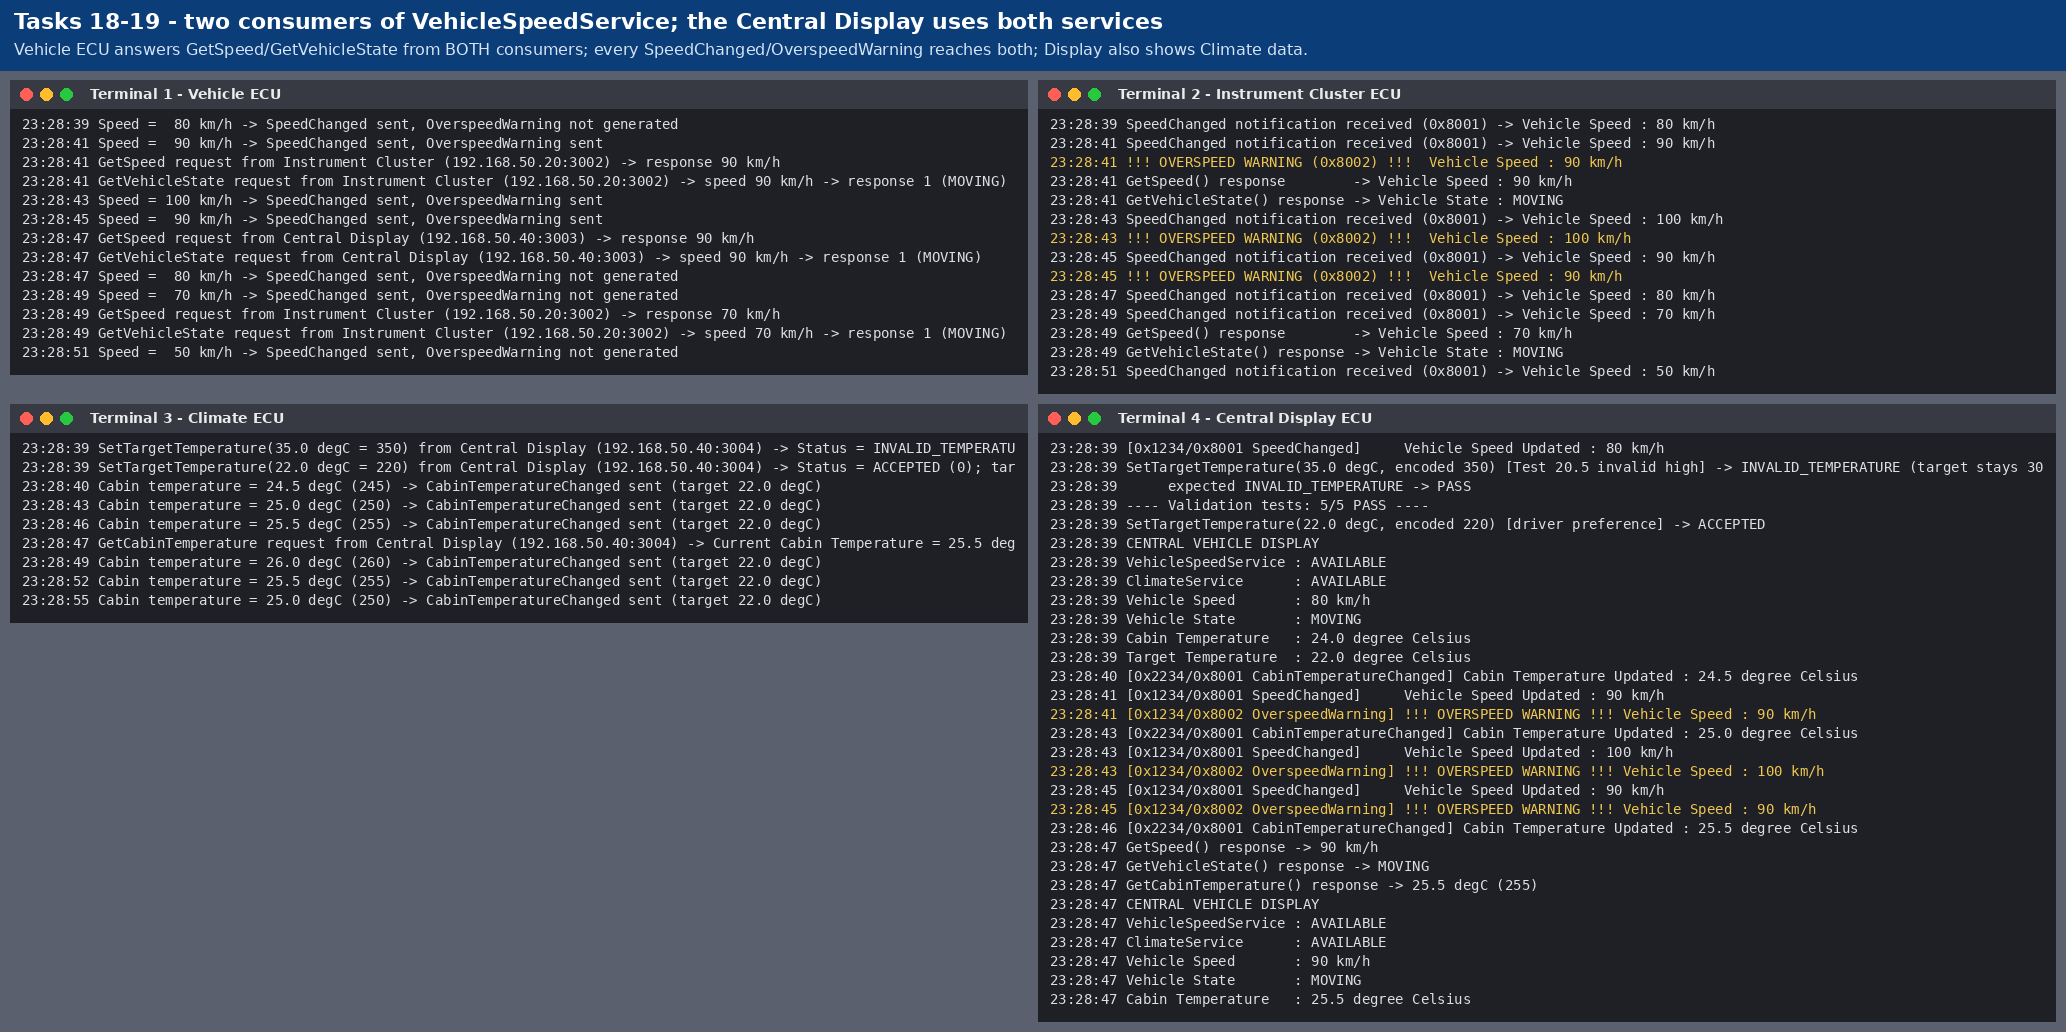 Tasks 18-19 - two consumers of VehicleSpeedService; the Central Display uses both services
Vehicle ECU answers GetSpeed/GetVehicleState from BOTH consumers; every SpeedChanged/OverspeedWarning reaches both; Display also shows Climate data.
Terminal 1 - Vehicle ECU
23:28:39 Speed =  80 km/h -> SpeedChanged sent, OverspeedWarning not generated
23:28:41 Speed =  90 km/h -> SpeedChanged sent, OverspeedWarning sent
23:28:41 GetSpeed request from Instrument Cluster (192.168.50.20:3002) -> response 90 km/h
23:28:41 GetVehicleState request from Instrument Cluster (192.168.50.20:3002) -> speed 90 km/h -> response 1 (MOVING)
23:28:43 Speed = 100 km/h -> SpeedChanged sent, OverspeedWarning sent
23:28:45 Speed =  90 km/h -> SpeedChanged sent, OverspeedWarning sent
23:28:47 GetSpeed request from Central Display (192.168.50.40:3003) -> response 90 km/h
23:28:47 GetVehicleState request from Central Display (192.168.50.40:3003) -> speed 90 km/h -> response 1 (MOVING)
23:28:47 Speed =  80 km/h -> SpeedChanged sent, OverspeedWarning not generated
23:28:49 Speed =  70 km/h -> SpeedChanged sent, OverspeedWarning not generated
23:28:49 GetSpeed request from Instrument Cluster (192.168.50.20:3002) -> response 70 km/h
23:28:49 GetVehicleState request from Instrument Cluster (192.168.50.20:3002) -> speed 70 km/h -> response 1 (MOVING)
23:28:51 Speed =  50 km/h -> SpeedChanged sent, OverspeedWarning not generated
Terminal 2 - Instrument Cluster ECU
23:28:39 SpeedChanged notification received (0x8001) -> Vehicle Speed : 80 km/h
23:28:41 SpeedChanged notification received (0x8001) -> Vehicle Speed : 90 km/h
23:28:41 !!! OVERSPEED WARNING (0x8002) !!!  Vehicle Speed : 90 km/h
23:28:41 GetSpeed() response        -> Vehicle Speed : 90 km/h
23:28:41 GetVehicleState() response -> Vehicle State : MOVING
23:28:43 SpeedChanged notification received (0x8001) -> Vehicle Speed : 100 km/h
23:28:43 !!! OVERSPEED WARNING (0x8002) !!!  Vehicle Speed : 100 km/h
23:28:45 SpeedChanged notification received (0x8001) -> Vehicle Speed : 90 km/h
23:28:45 !!! OVERSPEED WARNING (0x8002) !!!  Vehicle Speed : 90 km/h
23:28:47 SpeedChanged notification received (0x8001) -> Vehicle Speed : 80 km/h
23:28:49 SpeedChanged notification received (0x8001) -> Vehicle Speed : 70 km/h
23:28:49 GetSpeed() response        -> Vehicle Speed : 70 km/h
23:28:49 GetVehicleState() response -> Vehicle State : MOVING
23:28:51 SpeedChanged notification received (0x8001) -> Vehicle Speed : 50 km/h
Terminal 3 - Climate ECU
23:28:39 SetTargetTemperature(35.0 degC = 350) from Central Display (192.168.50.40:3004) -> Status = INVALID_TEMPERATU
23:28:39 SetTargetTemperature(22.0 degC = 220) from Central Display (192.168.50.40:3004) -> Status = ACCEPTED (0); tar
23:28:40 Cabin temperature = 24.5 degC (245) -> CabinTemperatureChanged sent (target 22.0 degC)
23:28:43 Cabin temperature = 25.0 degC (250) -> CabinTemperatureChanged sent (target 22.0 degC)
23:28:46 Cabin temperature = 25.5 degC (255) -> CabinTemperatureChanged sent (target 22.0 degC)
23:28:47 GetCabinTemperature request from Central Display (192.168.50.40:3004) -> Current Cabin Temperature = 25.5 deg
23:28:49 Cabin temperature = 26.0 degC (260) -> CabinTemperatureChanged sent (target 22.0 degC)
23:28:52 Cabin temperature = 25.5 degC (255) -> CabinTemperatureChanged sent (target 22.0 degC)
23:28:55 Cabin temperature = 25.0 degC (250) -> CabinTemperatureChanged sent (target 22.0 degC)
Terminal 4 - Central Display ECU
23:28:39 [0x1234/0x8001 SpeedChanged]     Vehicle Speed Updated : 80 km/h
23:28:39 SetTargetTemperature(35.0 degC, encoded 350) [Test 20.5 invalid high] -> INVALID_TEMPERATURE (target stays 30
23:28:39      expected INVALID_TEMPERATURE -> PASS
23:28:39 ---- Validation tests: 5/5 PASS ----
23:28:39 SetTargetTemperature(22.0 degC, encoded 220) [driver preference] -> ACCEPTED
23:28:39 CENTRAL VEHICLE DISPLAY
23:28:39 VehicleSpeedService : AVAILABLE
23:28:39 ClimateService      : AVAILABLE
23:28:39 Vehicle Speed       : 80 km/h
23:28:39 Vehicle State       : MOVING
23:28:39 Cabin Temperature   : 24.0 degree Celsius
23:28:39 Target Temperature  : 22.0 degree Celsius
23:28:40 [0x2234/0x8001 CabinTemperatureChanged] Cabin Temperature Updated : 24.5 degree Celsius
23:28:41 [0x1234/0x8001 SpeedChanged]     Vehicle Speed Updated : 90 km/h
23:28:41 [0x1234/0x8002 OverspeedWarning] !!! OVERSPEED WARNING !!! Vehicle Speed : 90 km/h
23:28:43 [0x2234/0x8001 CabinTemperatureChanged] Cabin Temperature Updated : 25.0 degree Celsius
23:28:43 [0x1234/0x8001 SpeedChanged]     Vehicle Speed Updated : 100 km/h
23:28:43 [0x1234/0x8002 OverspeedWarning] !!! OVERSPEED WARNING !!! Vehicle Speed : 100 km/h
23:28:45 [0x1234/0x8001 SpeedChanged]     Vehicle Speed Updated : 90 km/h
23:28:45 [0x1234/0x8002 OverspeedWarning] !!! OVERSPEED WARNING !!! Vehicle Speed : 90 km/h
23:28:46 [0x2234/0x8001 CabinTemperatureChanged] Cabin Temperature Updated : 25.5 degree Celsius
23:28:47 GetSpeed() response -> 90 km/h
23:28:47 GetVehicleState() response -> MOVING
23:28:47 GetCabinTemperature() response -> 25.5 degC (255)
23:28:47 CENTRAL VEHICLE DISPLAY
23:28:47 VehicleSpeedService : AVAILABLE
23:28:47 ClimateService      : AVAILABLE
23:28:47 Vehicle Speed       : 90 km/h
23:28:47 Vehicle State       : MOVING
23:28:47 Cabin Temperature   : 25.5 degree Celsius